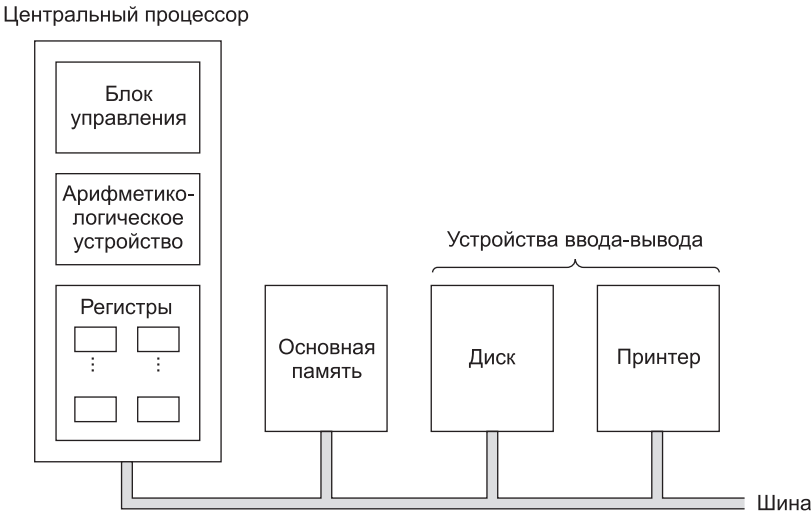 Центральный процессор
Блок
управления
Арифметико-
логическое
устройство
Регистры
Устройства ввода-вывода
Основная
память
Диск
Принтер
Шина